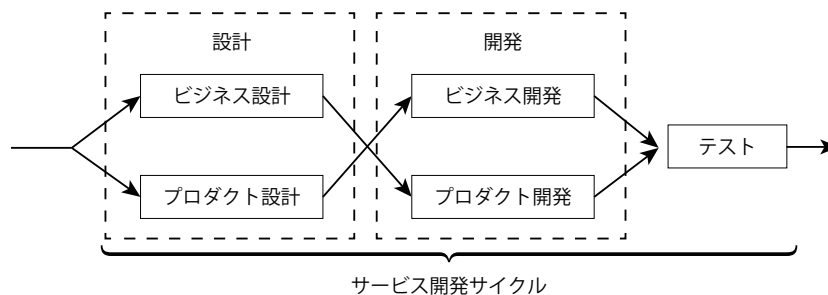 設計
開発
ビジネス設計
ビジネス開発
テスト
プロダクト設計
プロダクト開発
サービス開発サイクル